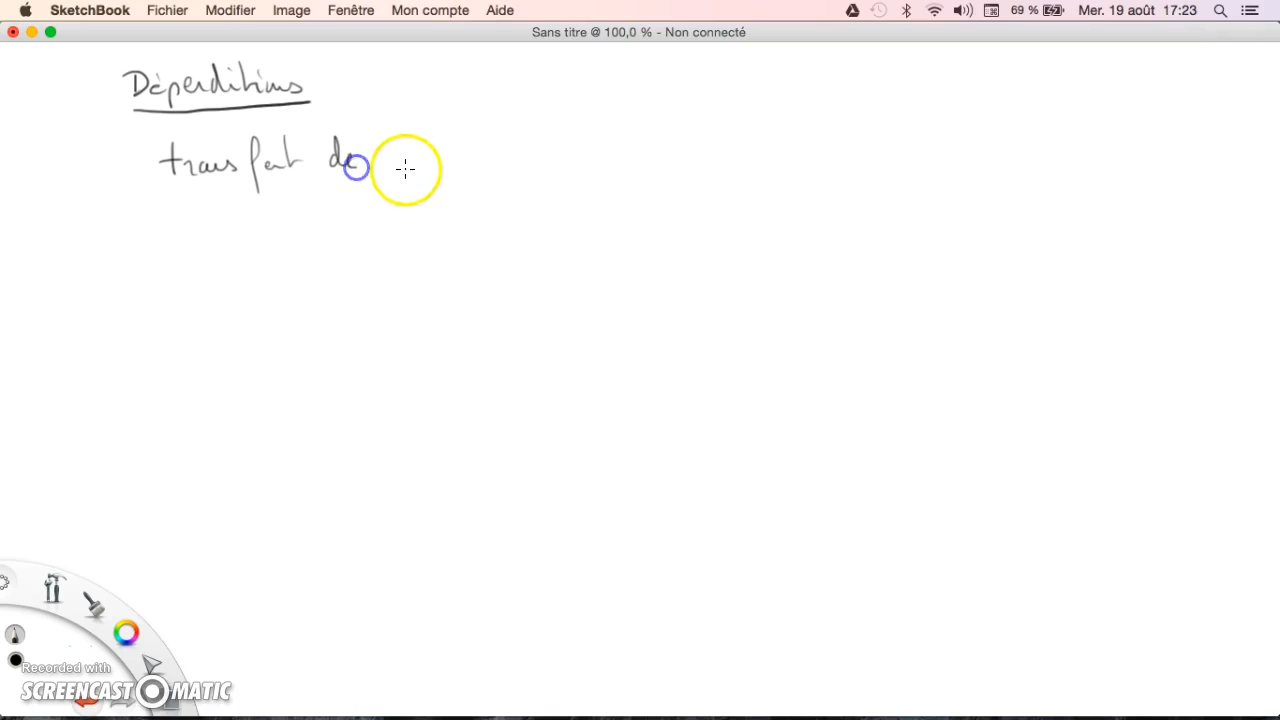 SketchBook Fichier Modifier Image Fenêtre Mon compte Aide 69 % Mer. 19 août 17:23
Sans titre @ 100,0 % - Non connecté
Déperditions
transfert de
Recorded with
SCREENCAST MATIC